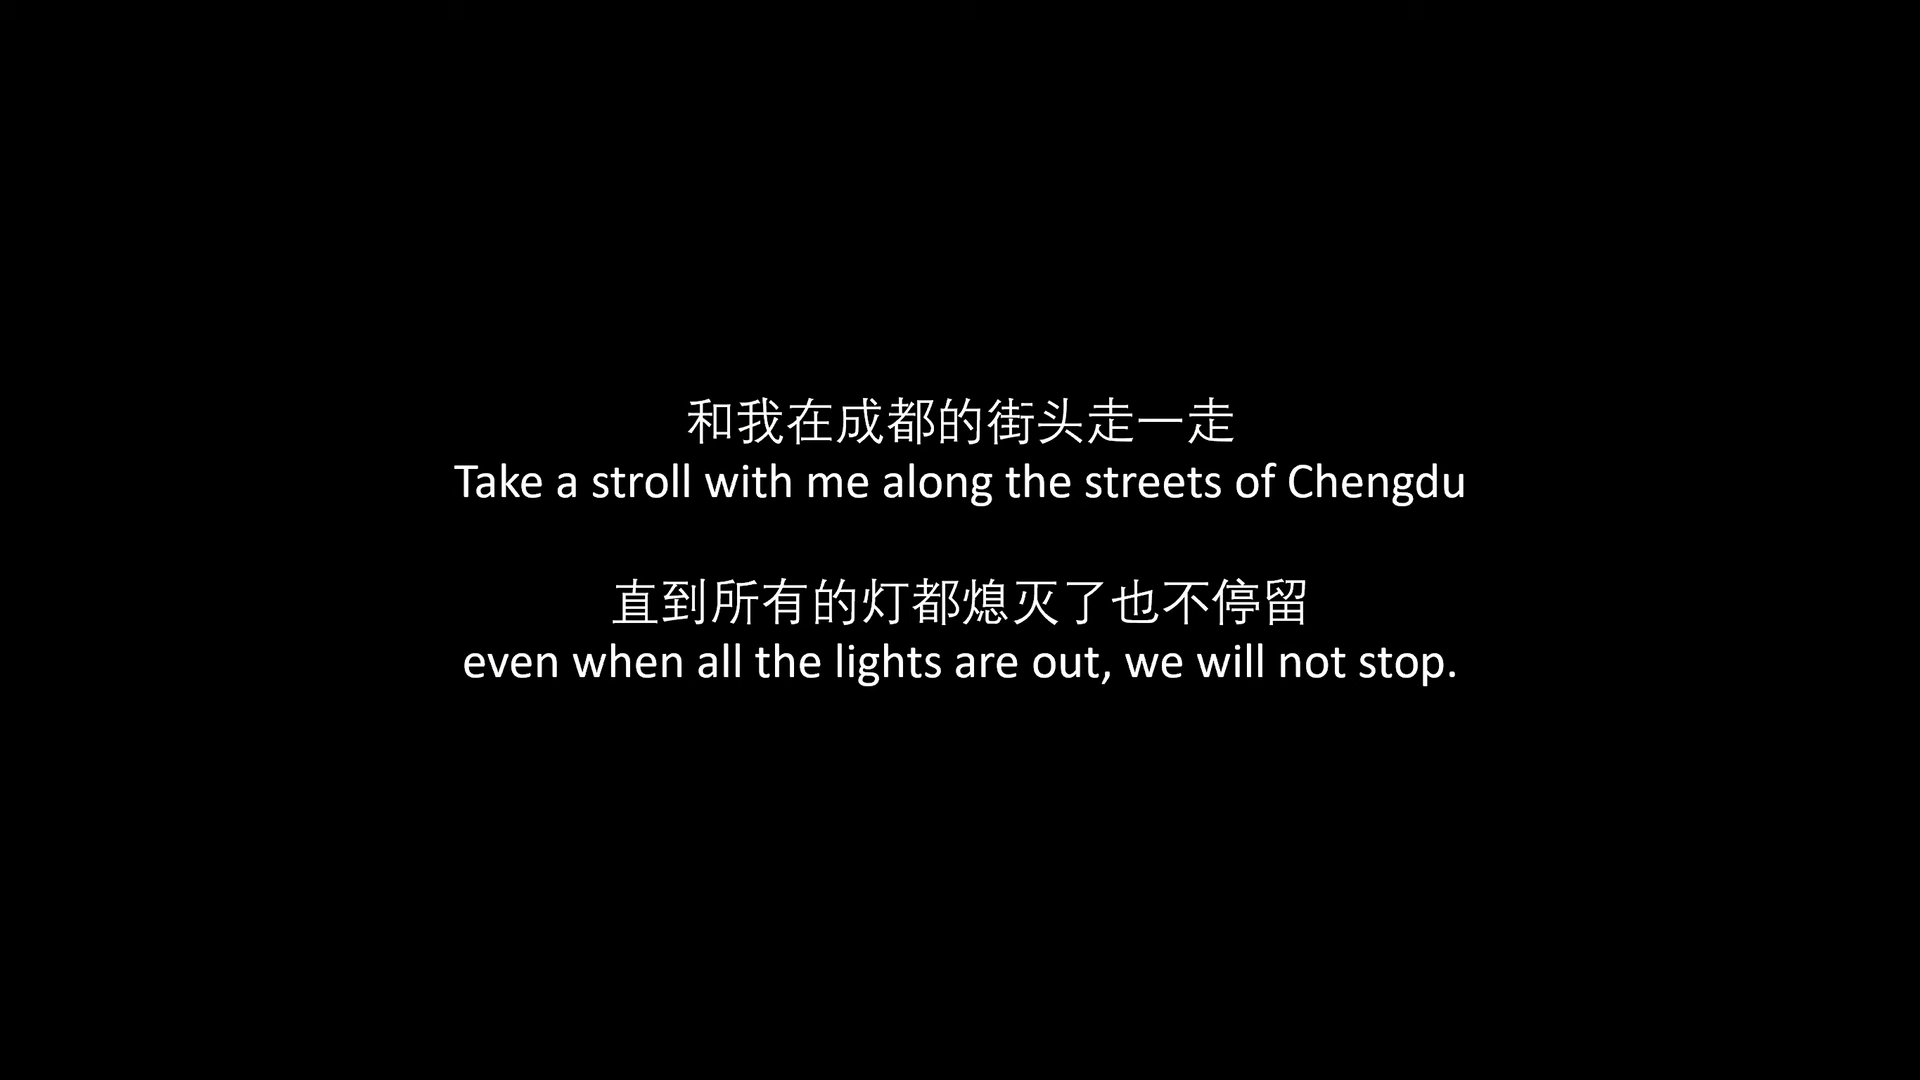 和我在成都的街头走一走
Take a stroll with me along the streets of Chengdu
直到所有的灯都熄灭了也不停留
even when all the lights are out, we will not stop.